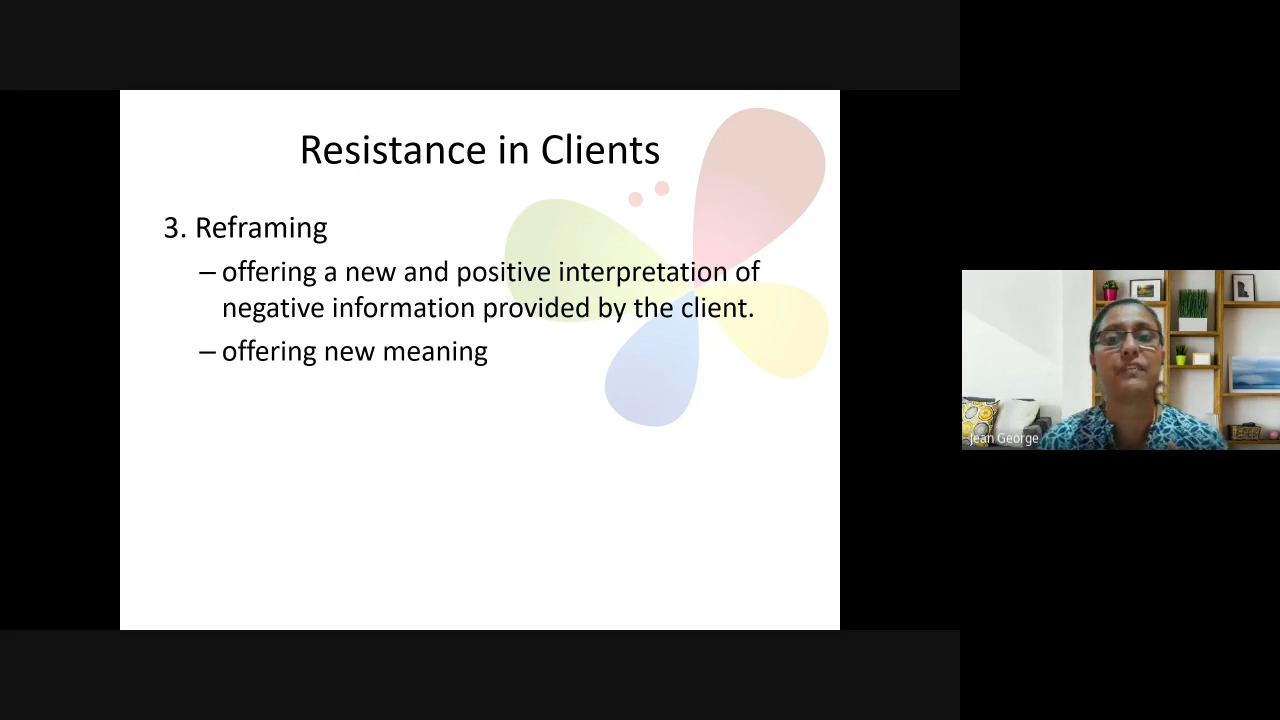 Resistance in Clients
3. Reframing
– offering a new and positive interpretation of
negative information provided by the client.
– offering new meaning
Jean George